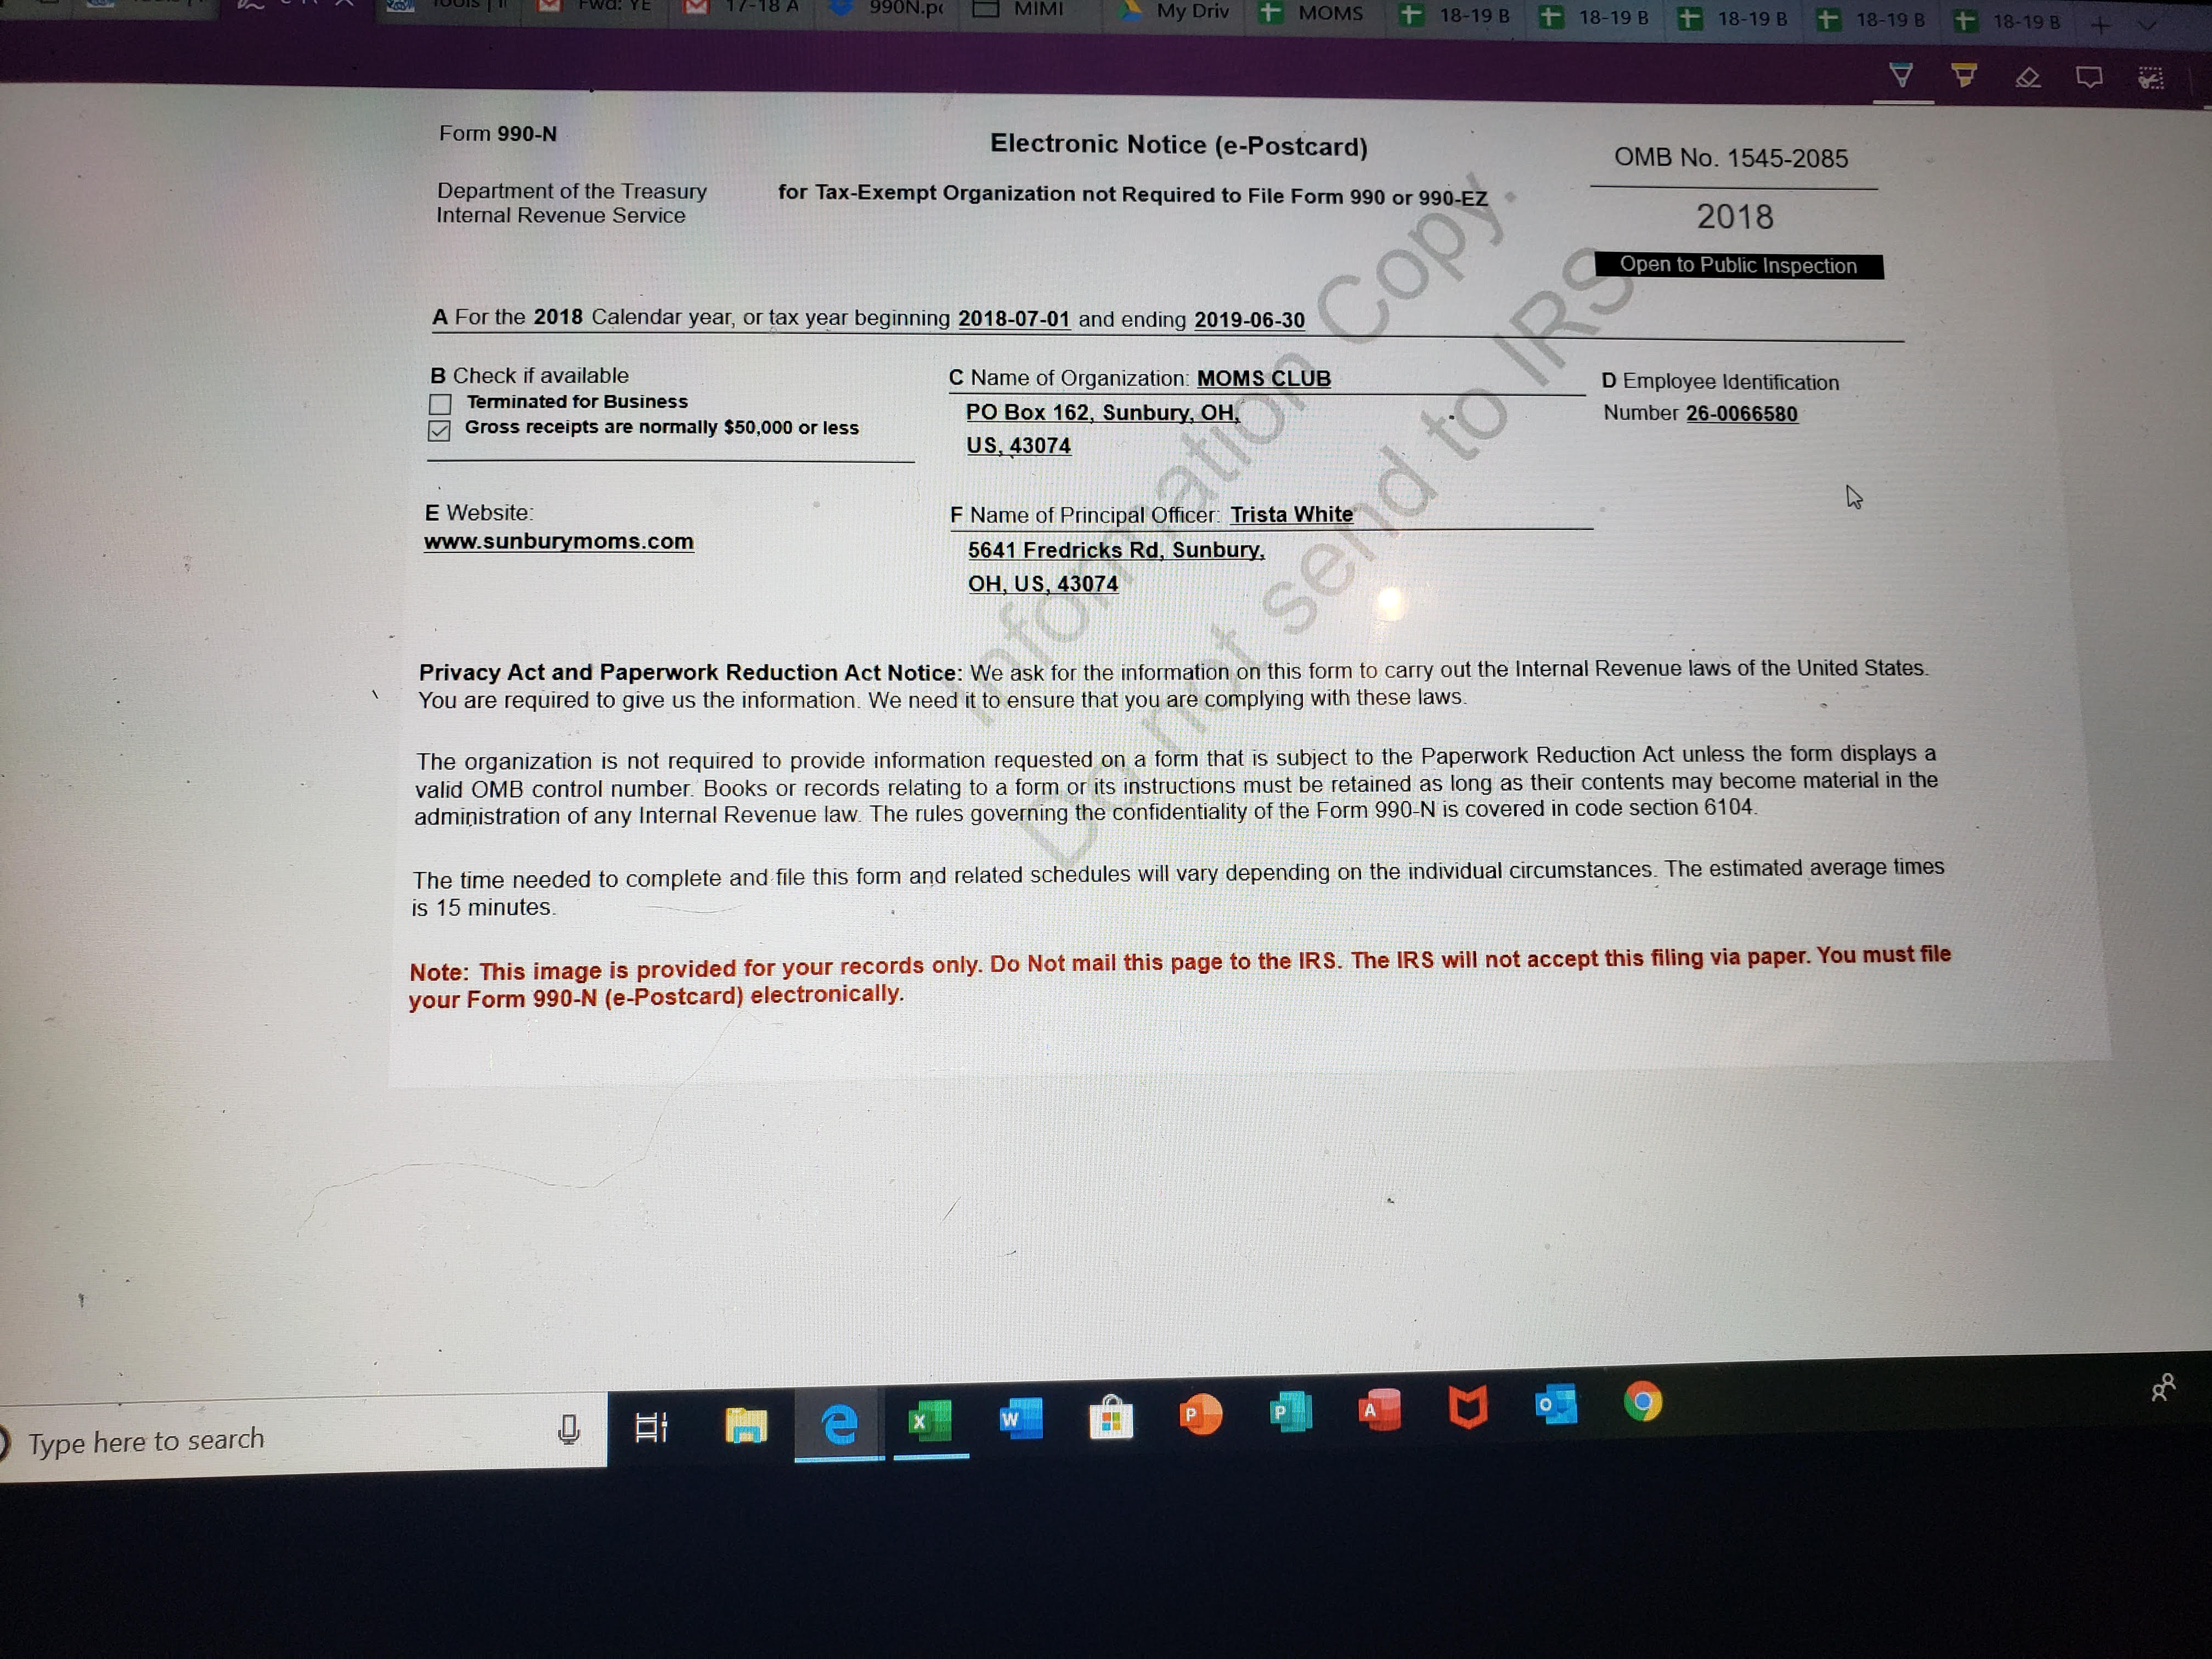 MIMI
My Driv
MOMS
18-19 B
18-19 B
18-19 B
18-19 B
18-19 B
Fwd: YE
17-18 A
Form 990-N
Department of the Treasury
Internal Revenue Service
Electronic Notice (e-Postcard)
for Tax-Exempt Organization not Required to File Form 990 or 990-EZ
OMB No. 1545-2085
2018
Open to Public Inspection
A For the 2018 Calendar year, or tax year beginning 2018-07-01 and ending 2019-06-30
B Check if available
Terminated for Business
Gross receipts are normally $50,000 or less
C Name of Organization: MOMS CLUB
PO Box 162, Sunbury, OH,
US, 43074
D Employee Identification
Number 26-0066580
E Website:
www.sunburymoms.com
F Name of Principal Officer: Trista White
5641 Fredricks Rd, Sunbury,
OH, US, 43074
Information Copy.
Do not send to IRS
Privacy Act and Paperwork Reduction Act Notice: We ask for the information on this form to carry out the Internal Revenue laws of the United States.
You are required to give us the information. We need it to ensure that you are complying with these laws.
The organization is not required to provide information requested on a form that is subject to the Paperwork Reduction Act unless the form displays a
valid OMB control number. Books or records relating to a form or its instructions must be retained as long as their contents may become material in the
administration of any Internal Revenue law. The rules governing the confidentiality of the Form 990-N is covered in code section 6104.
The time needed to complete and file this form and related schedules will vary depending on the individual circumstances. The estimated average times
is 15 minutes.
Note: This image is provided for your records only. Do Not mail this page to the IRS. The IRS will not accept this filing via paper. You must file
your Form 990-N (e-Postcard) electronically.
Type here to search